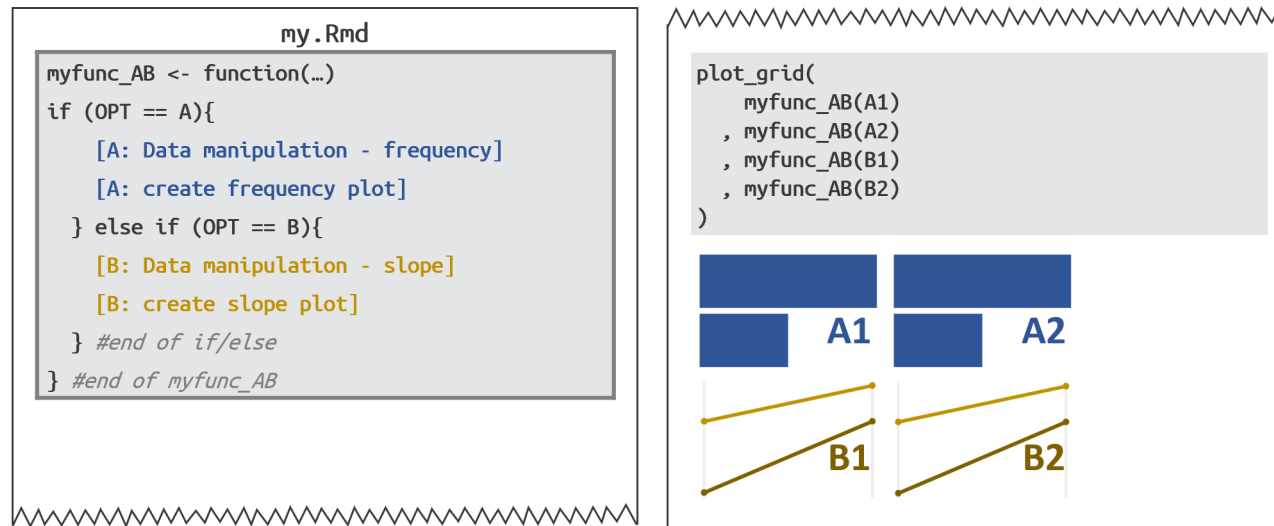 my.Rmd
myfunc_AB <- function(…)
if (OPT == A){
[A: Data manipulation - frequency]
[A: create frequency plot]
} else if (OPT == B){
[B: Data manipulation - slope]
[B: create slope plot]
} #end of if/else
} #end of myfunc_AB
plot_grid(
myfunc_AB(A1)
, myfunc_AB(A2)
, myfunc_AB(B1)
, myfunc_AB(B2)
)
A1 A2
B1 B2